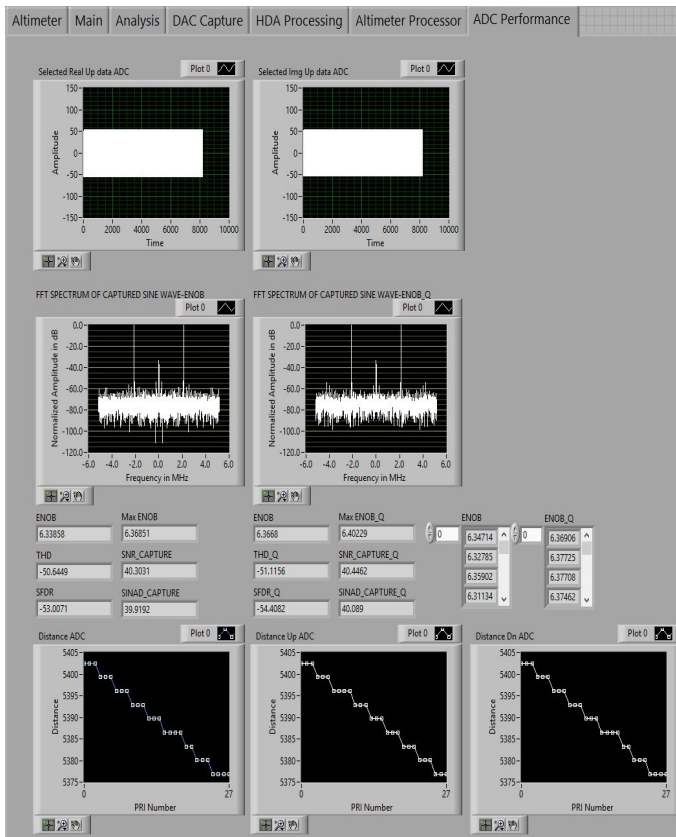 Altimeter Main Analysis DAC Capture HDA Processing Altimeter Processor ADC Performance
Selected Real Up data ADC Plot 0
150
100
50
0
-50
-100
-150
Amplitude
0 2000 4000 6000 8000 10000
Time
Selected Img Up data ADC Plot 0
150
100
50
0
-50
-100
-150
Amplitude
0 2000 4000 6000 8000 10000
Time
FFT SPECTRUM OF CAPTURED SINE WAVE-ENOB
Plot 0
0.0
-20.0
-40.0
-60.0
-80.0
-100.0
-120.0
Normalized Amplitude in dB
-6.0 -4.0 -2.0 0.0 2.0 4.0 6.0
Frequency in MHz
FFT SPECTRUM OF CAPTURED SINE WAVE-ENOB_Q
Plot 0
0.0
-20.0
-40.0
-60.0
-80.0
-100.0
-120.0
Normalized Amplitude in dB
-6.0 -4.0 -2.0 0.0 2.0 4.0 6.0
Frequency in MHz
ENOB Max ENOB
6.33858 6.36851
THD SNR_CAPTURE
-50.6449 40.3031
SFDR SINAD_CAPTURE
-53.0071 39.9192
ENOB Max ENOB_Q
6.3668 6.40229
THD_Q SNR_CAPTURE_Q
-51.1156 40.4462
SFDR_Q SINAD_CAPTURE_Q
-54.4082 40.089
ENOB
0 6.34714
6.32785
6.35902
6.31134
ENOB_Q
0 6.36906
6.37725
6.37708
6.37462
Distance ADC Plot 0
5405
5400
5395
5390
5385
5380
5375
Distance
0 27
PRI Number
Distance Up ADC Plot 0
5405
5400
5395
5390
5385
5380
5375
Distance
0 27
PRI Number
Distance Dn ADC Plot 0
5405
5400
5395
5390
5385
5380
5375
Distance
0 27
PRI Number